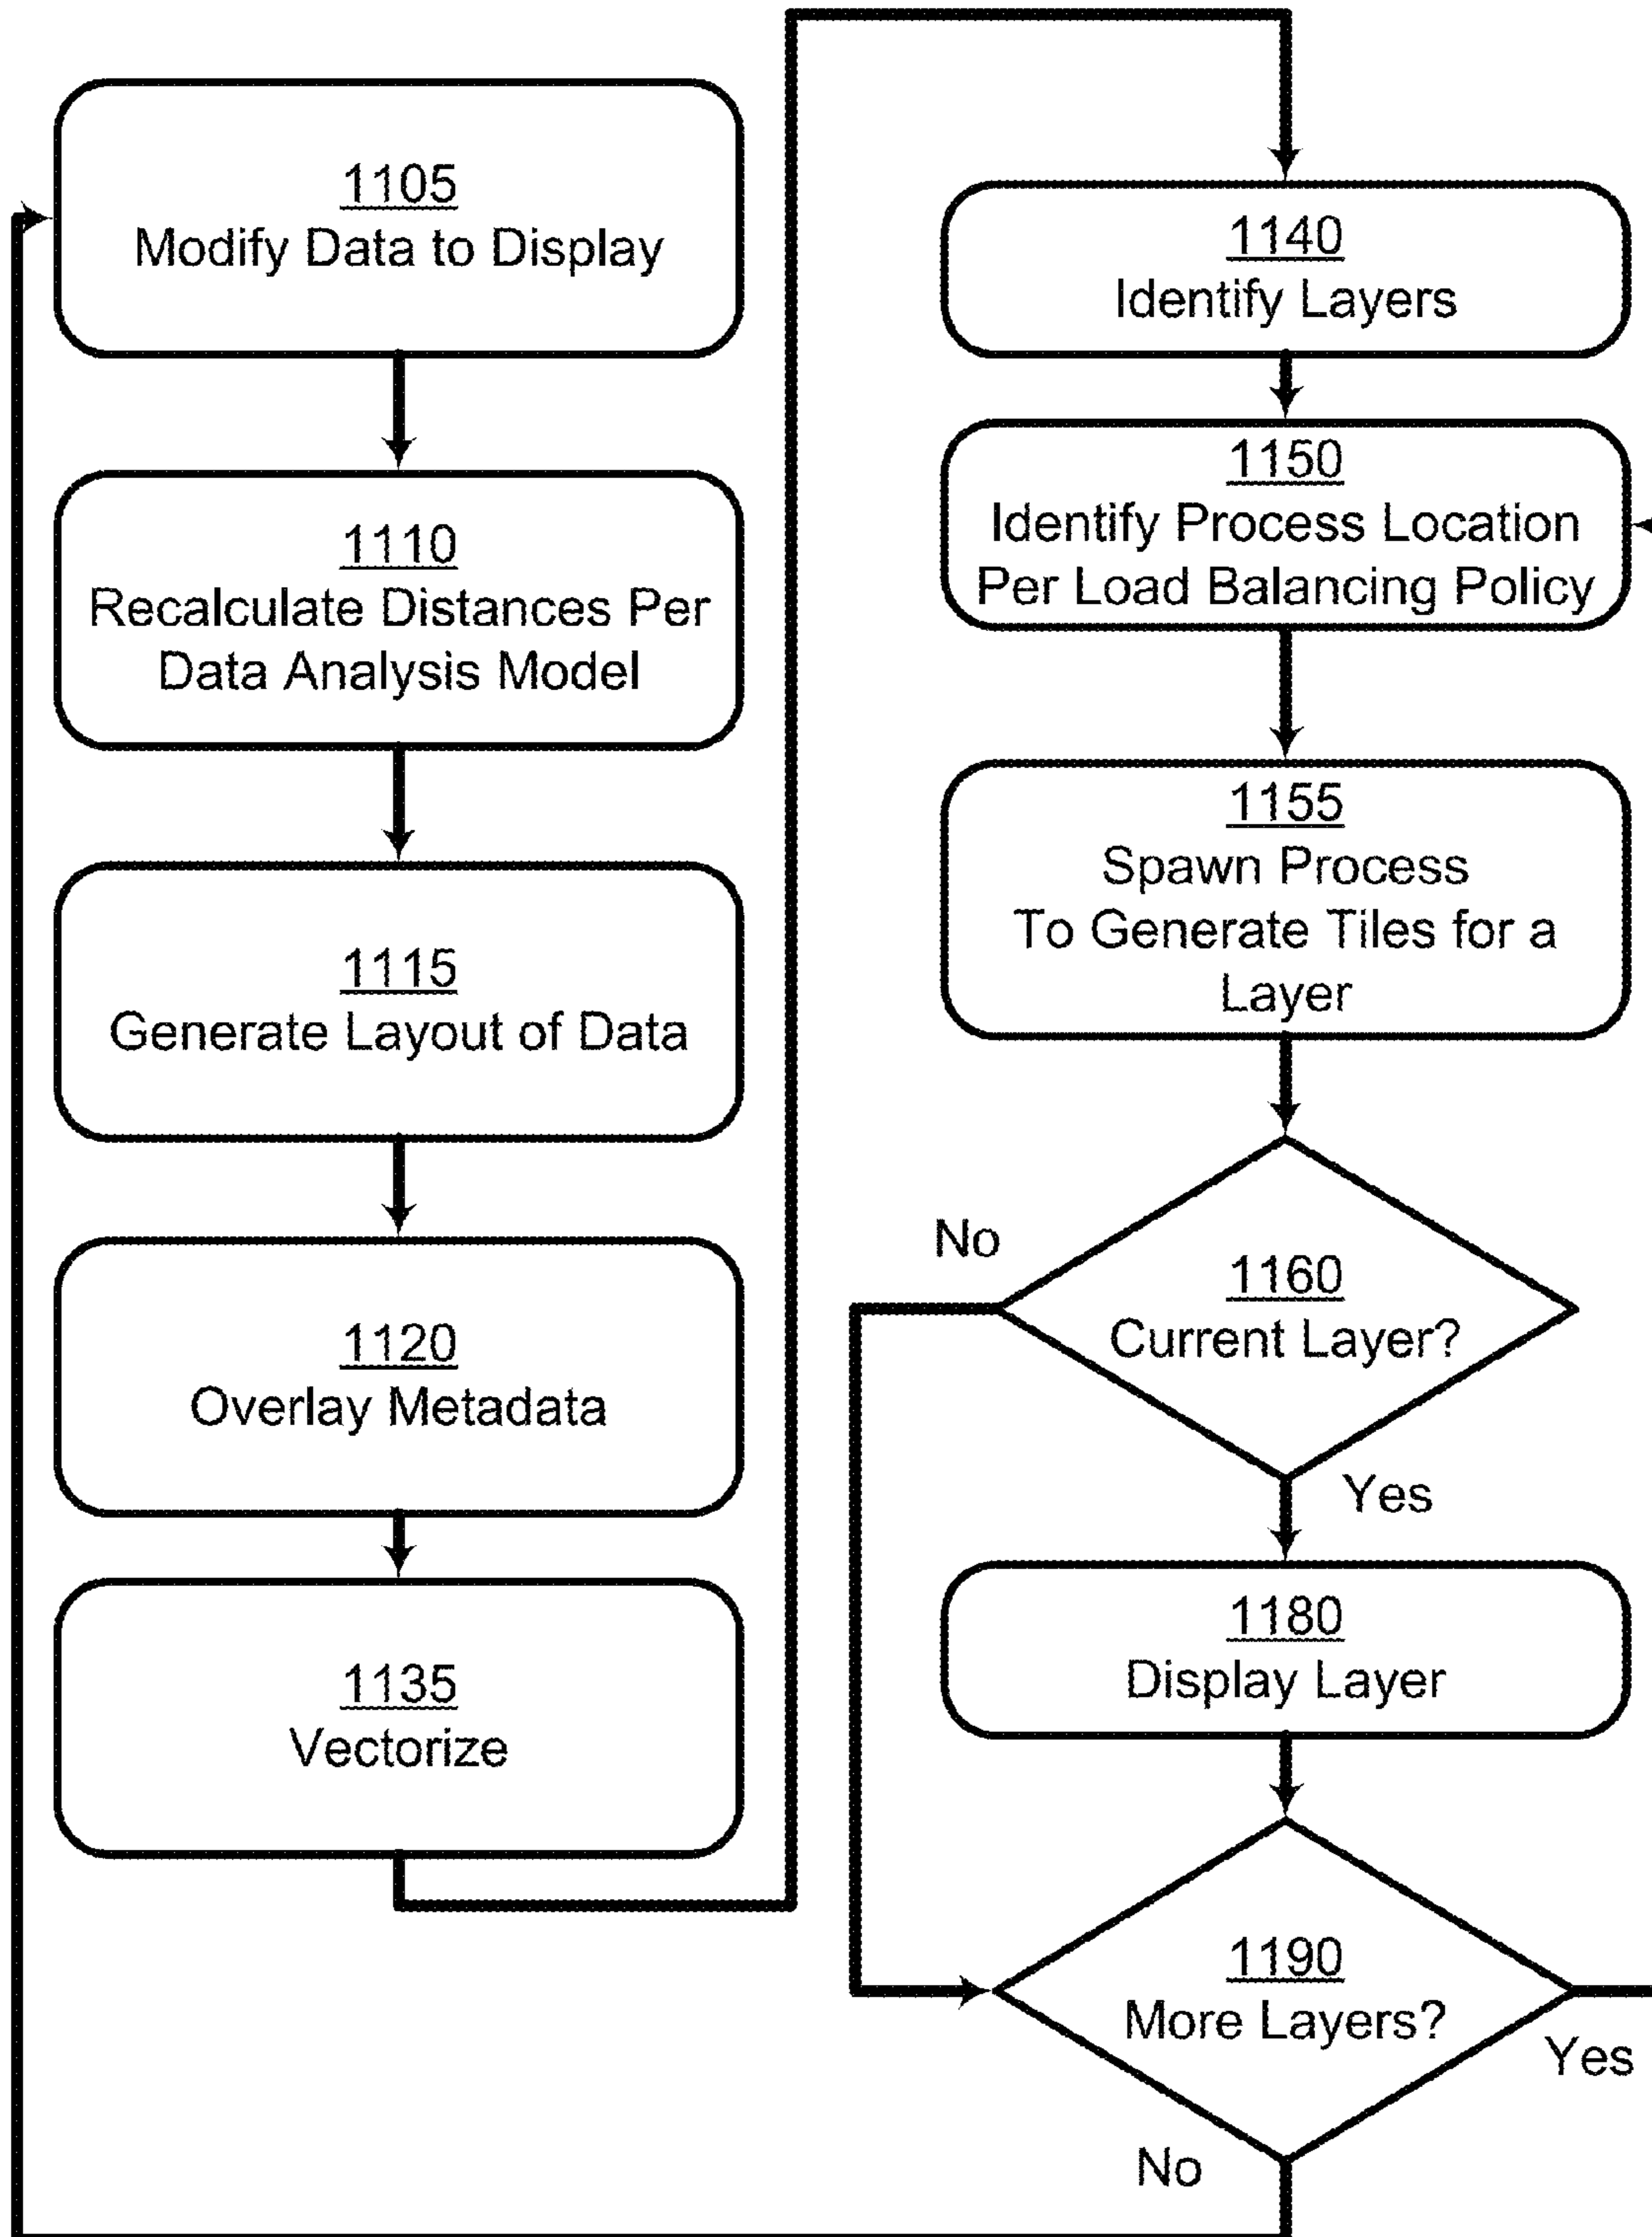 1105
Modify Data to Display
1110
Recalculate Distances Per
Data Analysis Model
1115
Generate Layout of Data
1120
Overlay Metadata
1135
Vectorize
1140
Identify Layers
1150
Identify Process Location
Per Load Balancing Policy
1155
Spawn Process
To Generate Tiles for a
Layer
No
1160
Current Layer?
Yes
1180
Display Layer
1190
More Layers?
Yes
No